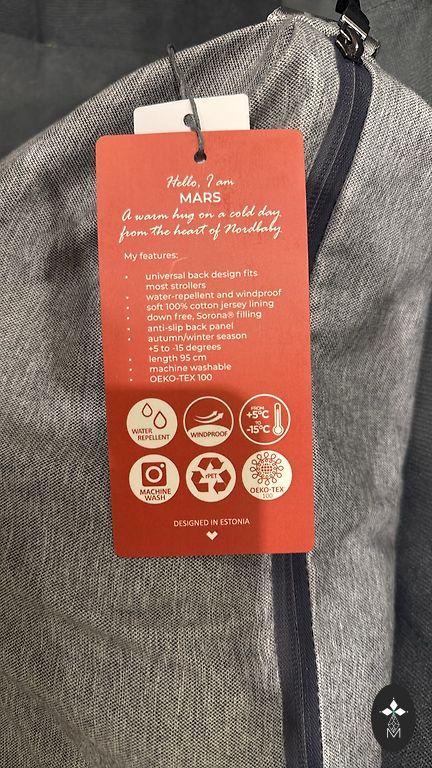 Hello, I am
MARS
A warm hug on a cold day
from the heart of Nordbaby.
My features:
• universal back design fits
most strollers
• water-repellent and windproof
• soft 100% cotton jersey lining
• down free, Sorona® filling
• anti-slip back panel
• autumn/winter season
+5 to -15 degrees
• length 95 cm
• machine washable
• OEKO-TEX 100
WATER
REPELLENT
WINDPROOF
FROM
+5°C
TO
-15°C
MACHINE
WASH
rPET
OEKO-TEX
100
DESIGNED IN ESTONIA
M